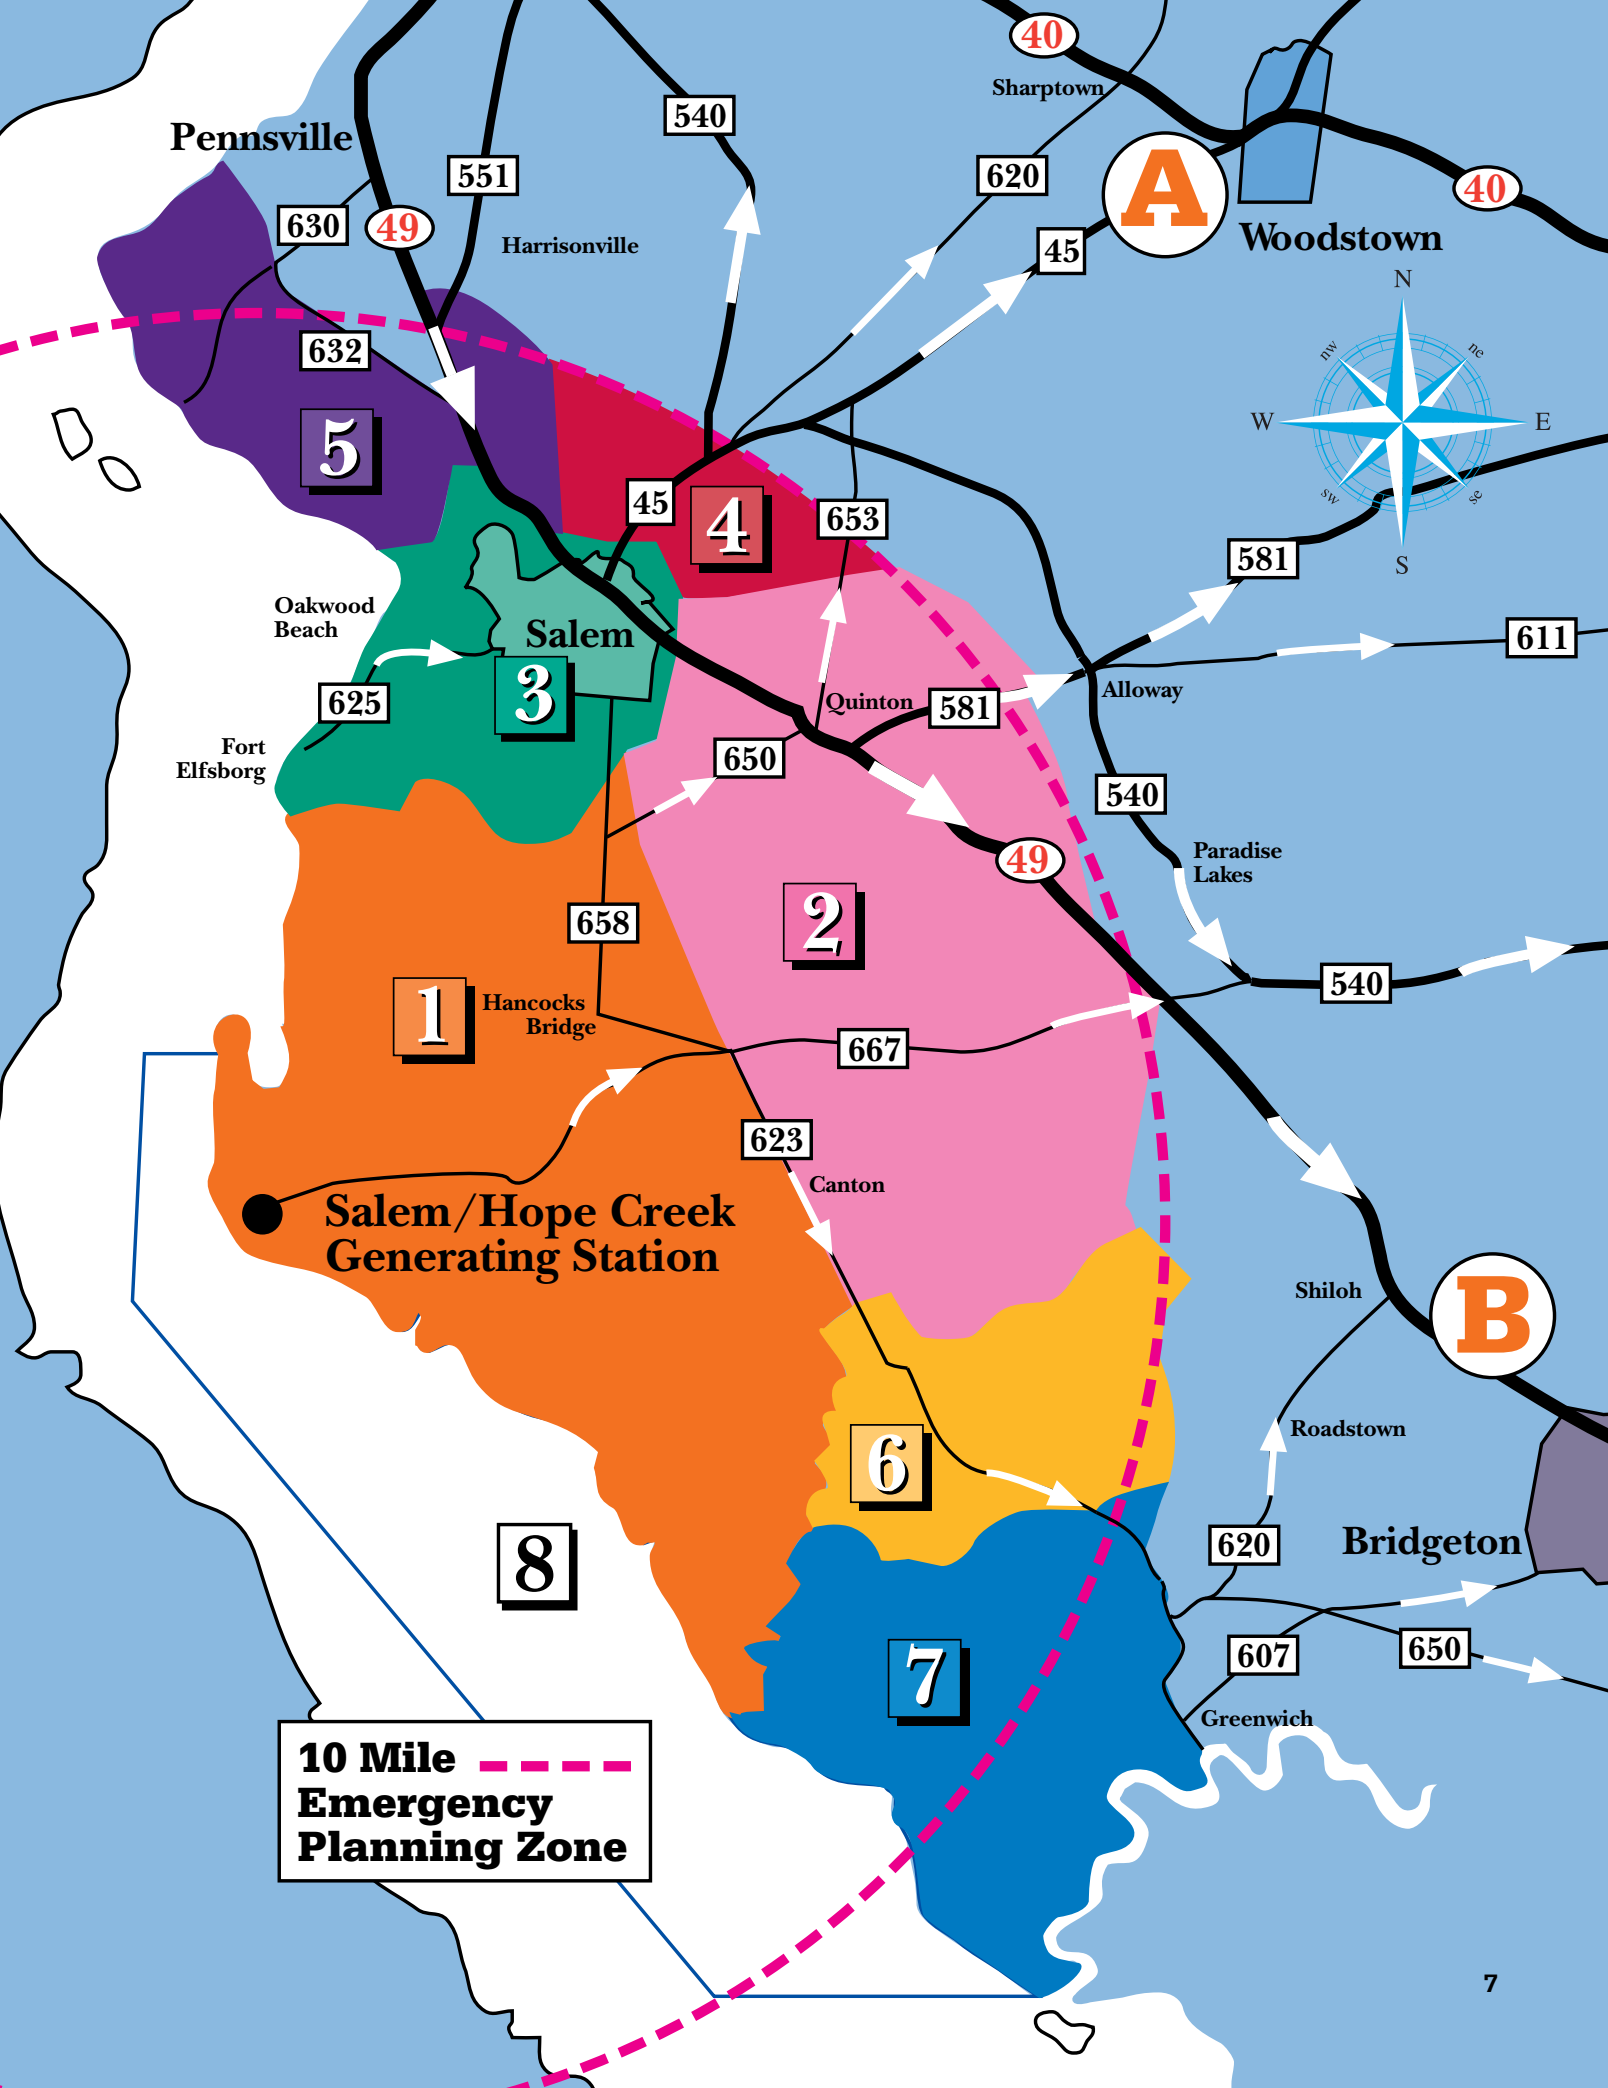 40
Sharptown
540
Pennsville
551
620
A
40
630
49
Harrisonville
45
Woodstown
N
nw
ne
632
W
E
5
45
4
653
sw
se
581
S
Oakwood
Beach
Salem
611
3
625
Quinton
581
Alloway
Fort
Elfsborg
650
540
49
Paradise
Lakes
2
658
540
1
Hancocks
Bridge
667
623
Canton
Salem/Hope Creek
Generating Station
Shiloh
B
Roadstown
6
8
620
Bridgeton
607
650
7
Greenwich
10 Mile
Emergency
Planning Zone
7